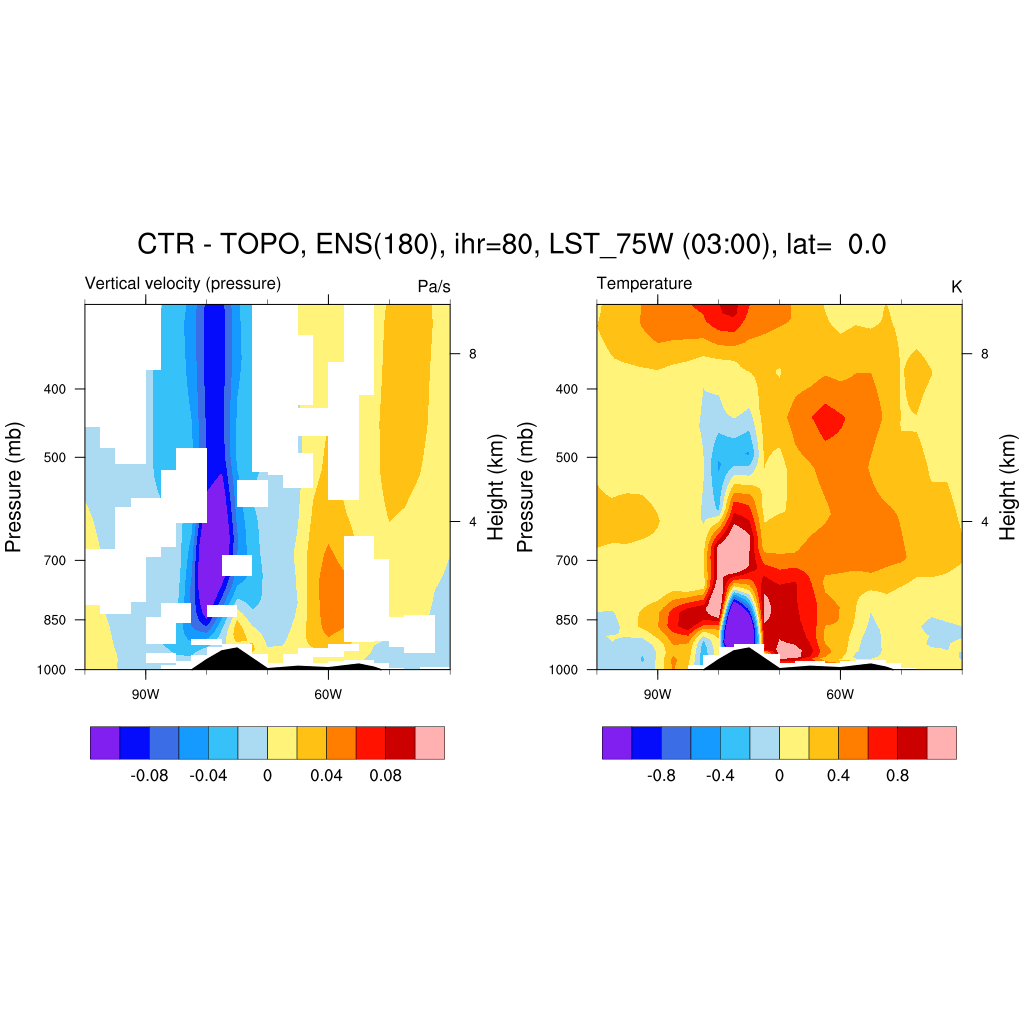 CTR - TOPO, ENS(180), ihr=80, LST_75W (03:00), lat=  0.0
Vertical velocity (pressure) Pa/s
Pressure (mb)
400
500
700
850
1000
8
4
Height (km)
90W 60W
-0.08 -0.04 0 0.04 0.08
Temperature K
Pressure (mb)
400
500
700
850
1000
8
4
Height (km)
90W 60W
-0.8 -0.4 0 0.4 0.8